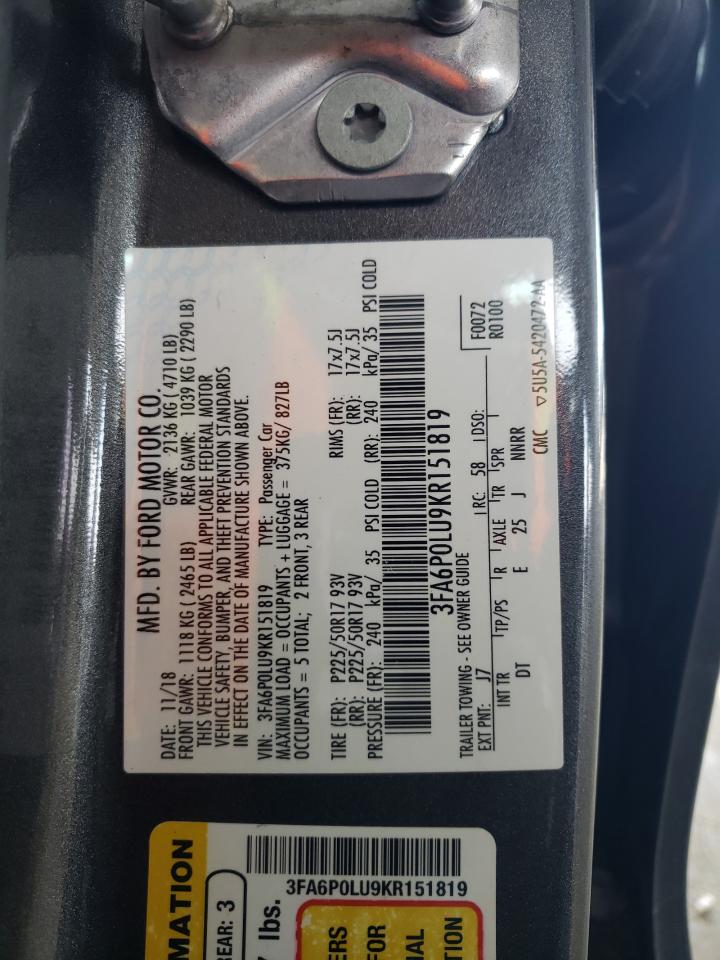 MFD. BY FORD MOTOR CO.
DATE: 11/18 GVWR: 2136 KG ( 4710 LB)
FRONT GAWR: 1118 KG ( 2465 LB) REAR GAWR: 1039 KG ( 2290 LB)
THIS VEHICLE CONFORMS TO ALL APPLICABLE FEDERAL MOTOR
VEHICLE SAFETY, BUMPER, AND THEFT PREVENTION STANDARDS
IN EFFECT ON THE DATE OF MANUFACTURE SHOWN ABOVE.
VIN: 3FA6P0LU9KR151819 TYPE: Passenger Car
MAXIMUM LOAD = OCCUPANTS + LUGGAGE = 375KG/ 827LB
OCCUPANTS = 5 TOTAL; 2 FRONT, 3 REAR
TIRE (FR): P225/50R17 93V RIMS (FR): 17x7.5J
(RR): P225/50R17 93V (RR): 17x7.5J
PRESSURE (FR): 240 kPa/ 35 PSI COLD (RR): 240 kPa/ 35 PSI COLD
3FA6P0LU9KR151819
TRAILER TOWING - SEE OWNER GUIDE F0072
EXT PNT: J7 RC: 58 DSO: R0100
INT TR TP/PS R AXLE TR SPR
DT E 25 J NNRR
CMC ▽5U5A-5420472-AA
3FA6P0LU9KR151819
MATION
REAR: 3
lbs.
ERS
FOR
IAL
TION